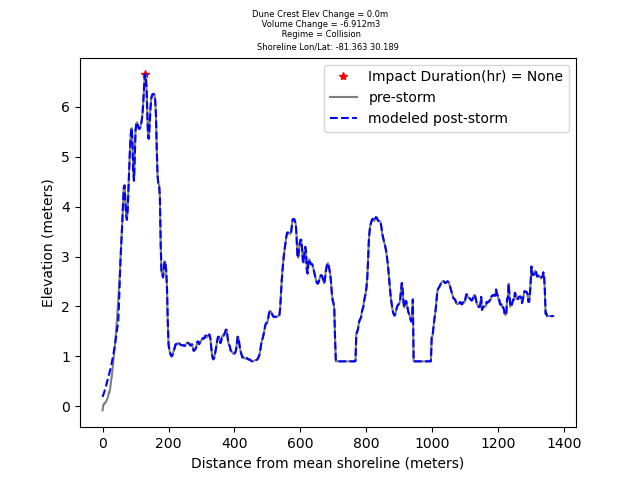 Dune Crest Elev Change = 0.0m
Volume Change = -6.912m3
Regime = Collision
Shoreline Lon/Lat: -81.363 30.189
Impact Duration(hr) = None
pre-storm
modeled post-storm
Elevation (meters)
6
5
4
3
2
1
0
0 200 400 600 800 1000 1200 1400
Distance from mean shoreline (meters)